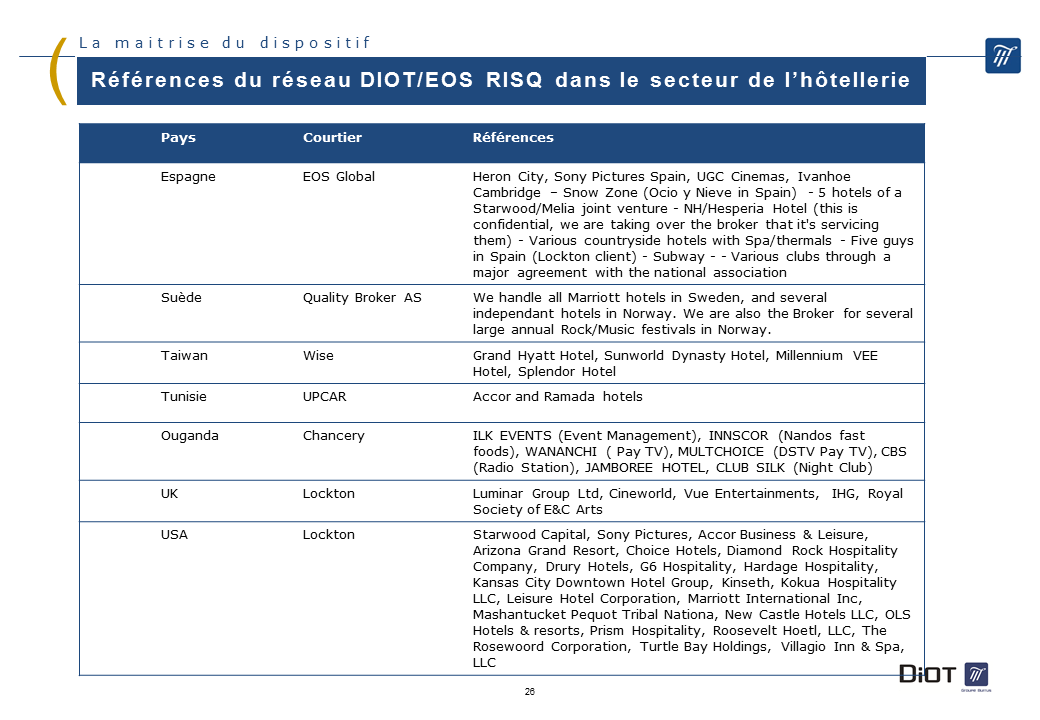 La maitrise du dispositif
Références du réseau DIOT/EOS RISQ dans le secteur de l’hôtellerie
Pays Courtier Références
Espagne EOS Global Heron City, Sony Pictures Spain, UGC Cinemas, Ivanhoe
Cambridge – Snow Zone (Ocio y Nieve in Spain) - 5 hotels of a
Starwood/Melia joint venture - NH/Hesperia Hotel (this is
confidential, we are taking over the broker that it's servicing
them) - Various countryside hotels with Spa/thermals - Five guys
in Spain (Lockton client) - Subway - - Various clubs through a
major agreement with the national association
Suède Quality Broker AS We handle all Marriott hotels in Sweden, and several
independant hotels in Norway. We are also the Broker for several
large annual Rock/Music festivals in Norway.
Taiwan Wise Grand Hyatt Hotel, Sunworld Dynasty Hotel, Millennium VEE
Hotel, Splendor Hotel
Tunisie UPCAR Accor and Ramada hotels
Ouganda Chancery ILK EVENTS (Event Management), INNSCOR (Nandos fast
foods), WANANCHI ( Pay TV), MULTCHOICE (DSTV Pay TV), CBS
(Radio Station), JAMBOREE HOTEL, CLUB SILK (Night Club)
UK Lockton Luminar Group Ltd, Cineworld, Vue Entertainments, IHG, Royal
Society of E&C Arts
USA Lockton Starwood Capital, Sony Pictures, Accor Business & Leisure,
Arizona Grand Resort, Choice Hotels, Diamond Rock Hospitality
Company, Drury Hotels, G6 Hospitality, Hardage Hospitality,
Kansas City Downtown Hotel Group, Kinseth, Kokua Hospitality
LLC, Leisure Hotel Corporation, Marriott International Inc,
Mashantucket Pequot Tribal Nationa, New Castle Hotels LLC, OLS
Hotels & resorts, Prism Hospitality, Roosevelt Hoetl, LLC, The
Rosewoord Corporation, Turtle Bay Holdings, Villagio Inn & Spa,
LLC
DiOT
Groupe Burrus
26